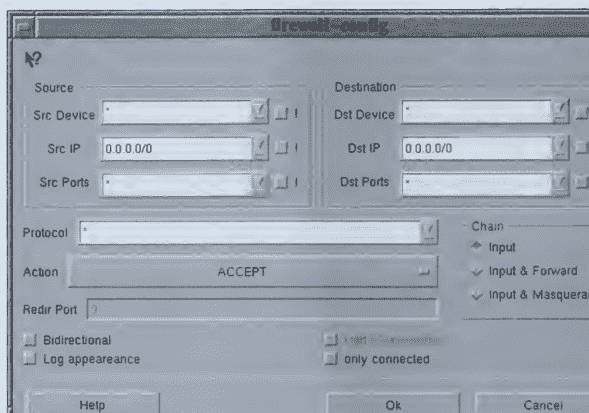 firewall-config
?
Source
Src Device * !
Src IP 0.0.0.0/0 !
Src Ports * !
Destination
Dst Device *
Dst IP 0.0.0.0/0
Dst Ports *
Protocol *
Action ACCEPT
Redir Port 0
Chain
Input
Input & Forward
Input & Masquera
Bidirectional
Log appeareance
only connected
Help
Ok
Cancel